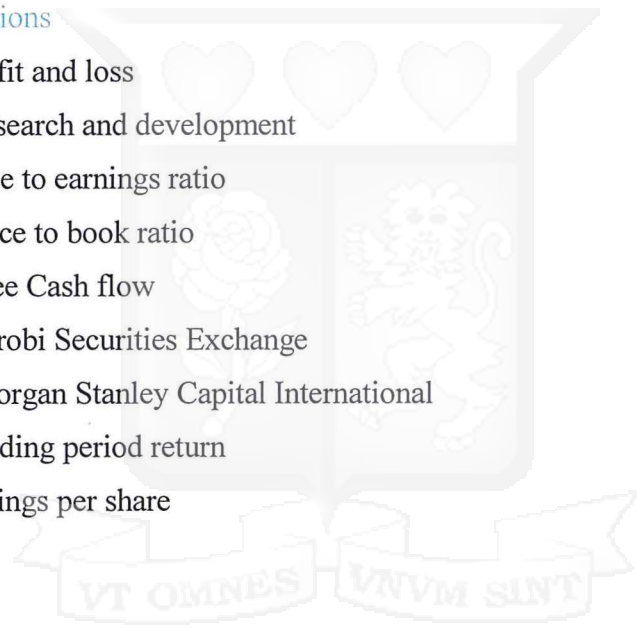 ions
fit and loss
search and development
e to earnings ratio
ce to book ratio
ee Cash flow
robi Securities Exchange
organ Stanley Capital International
ding period return
ings per share
VT OMNES VNVM SINT